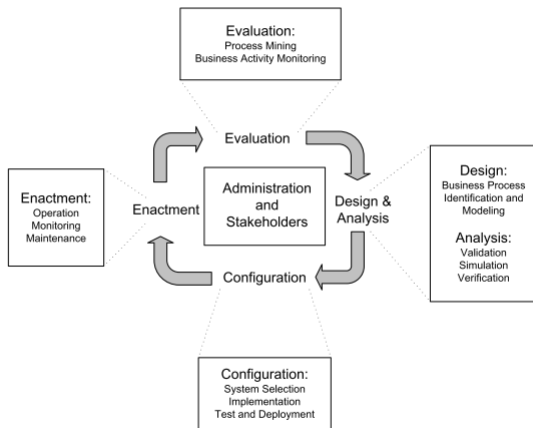 Evaluation:
Process Mining
Business Activity Monitoring
Evaluation
Enactment:
Operation
Monitoring
Maintenance
Enactment
Administration
and
Stakeholders
Design &
Analysis
Design:
Business Process
Identification and
Modeling
Analysis:
Validation
Simulation
Verification
Configuration
Configuration:
System Selection
Implementation
Test and Deployment